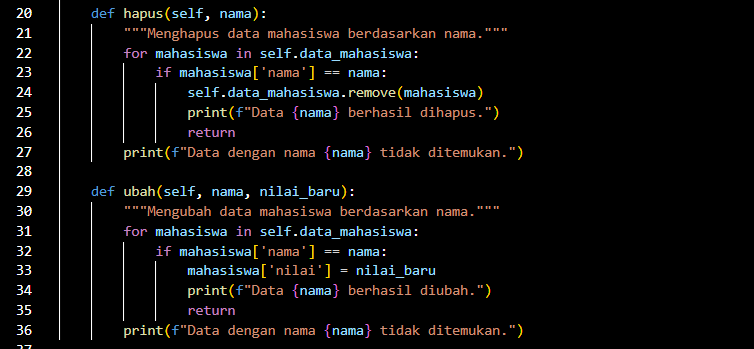 20 def hapus(self, nama):
21 """Menghapus data mahasiswa berdasarkan nama."""
22 for mahasiswa in self.data_mahasiswa:
23 if mahasiswa['nama'] == nama:
24 self.data_mahasiswa.remove(mahasiswa)
25 print(f"Data {nama} berhasil dihapus.")
26 return
27 print(f"Data dengan nama {nama} tidak ditemukan.")
28
29 def ubah(self, nama, nilai_baru):
30 """Mengubah data mahasiswa berdasarkan nama."""
31 for mahasiswa in self.data_mahasiswa:
32 if mahasiswa['nama'] == nama:
33 mahasiswa['nilai'] = nilai_baru
34 print(f"Data {nama} berhasil diubah.")
35 return
36 print(f"Data dengan nama {nama} tidak ditemukan.")
37